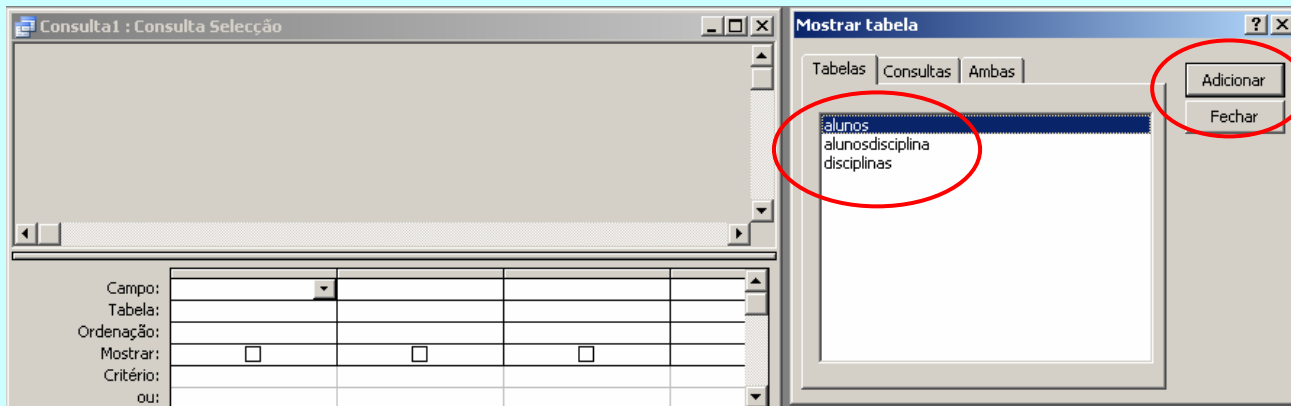 Consulta1 : Consulta Selecção
Campo:
Tabela:
Ordenação:
Mostrar:
Critério:
ou:
Mostrar tabela
Tabelas Consultas Ambas
alunos
alunosdisciplina
disciplinas
Adicionar
Fechar